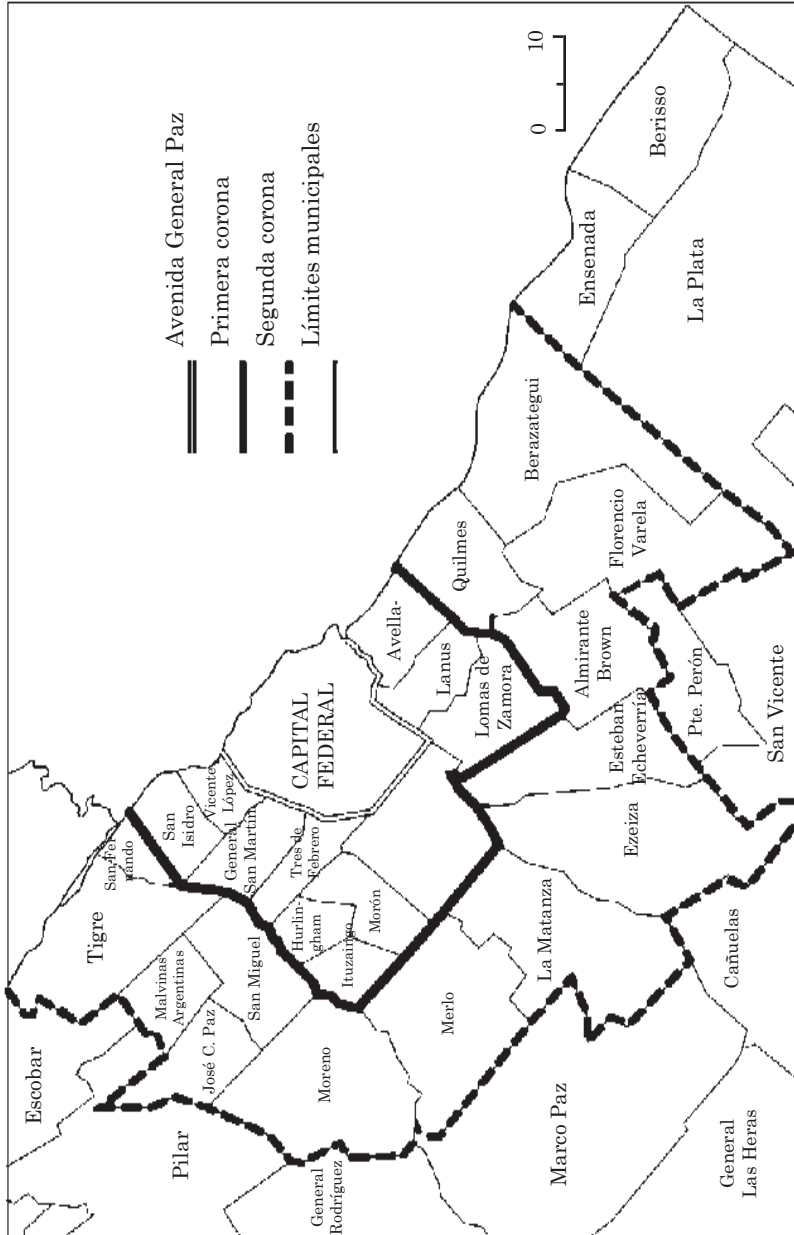 Avenida General Paz
Primera corona
Segunda corona
Límites municipales
0
10
Escobar
Pilar
Tigre
San Fer
nando
Malvinas
Argentinas
José C. Paz
San Miguel
San
Isidro
Vicente
López
General
San Martín
Tres de
Febrero
Hurlin-
gham
Ituzaingo
Morón
CAPITAL
FEDERAL
Moreno
General
Rodríguez
Merlo
La Matanza
Marco Paz
General
Las Heras
Cañuelas
Ezeiza
Esteban
Echeverría
Avella-
Lanus
Lomas de
Zamora
Quilmes
Almirante
Brown
Pte. Perón
San Vicente
Florencio
Varela
Berazategui
Ensenada
Berisso
La Plata